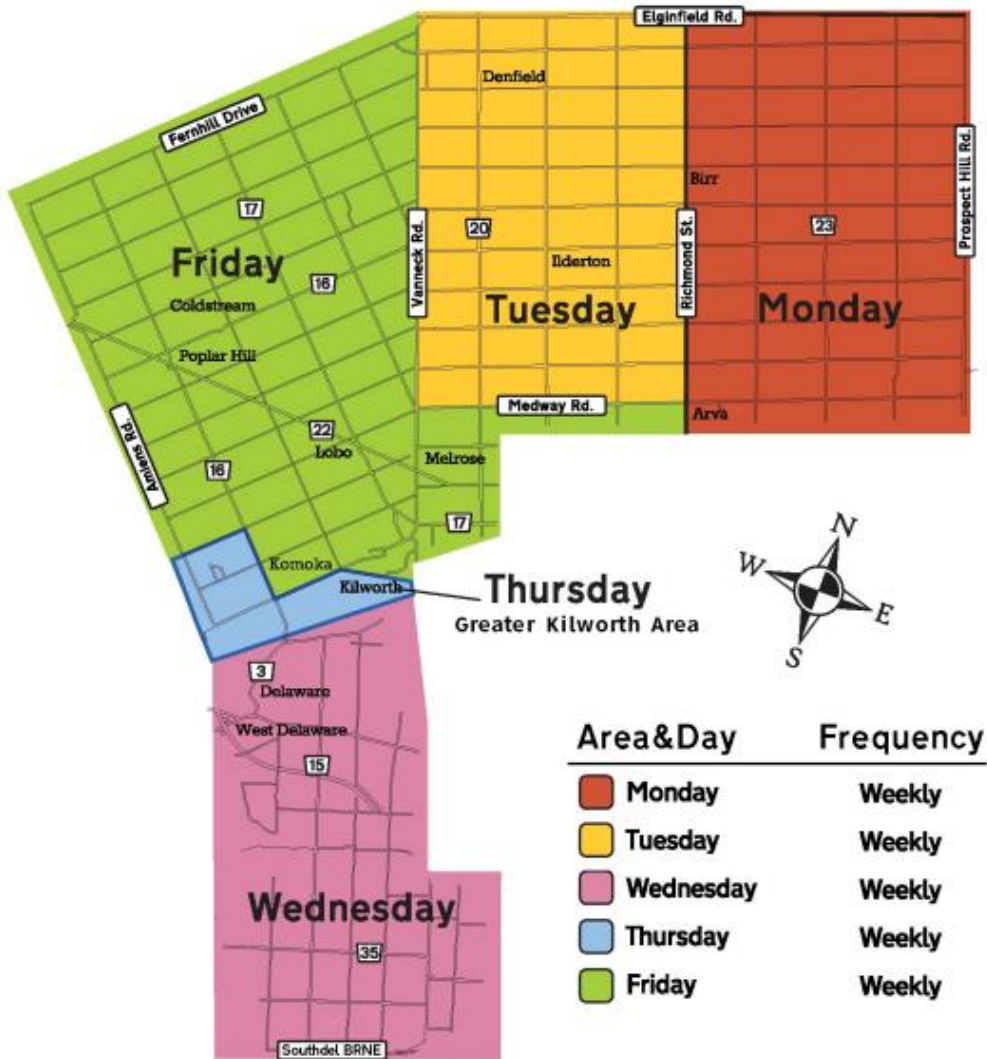 Elginfield Rd.
Denfield
Fernhill Drive
Prospect Hill Rd.
Birr
17
Vanneck Rd.
20
Richmond St.
23
Friday
Ilderton
16
Coldstream
Tuesday
Monday
Poplar Hill
Medway Rd.
Arva
Amiens Rd.
22
Lobo
Melrose
16
17
N
W
E
S
Komoka
Kilworth
Thursday
Greater Kilworth Area
3
Delaware
West Delaware
15
Wednesday
35
Southdel BRNE
Area&Day Frequency
Monday Weekly
Tuesday Weekly
Wednesday Weekly
Thursday Weekly
Friday Weekly